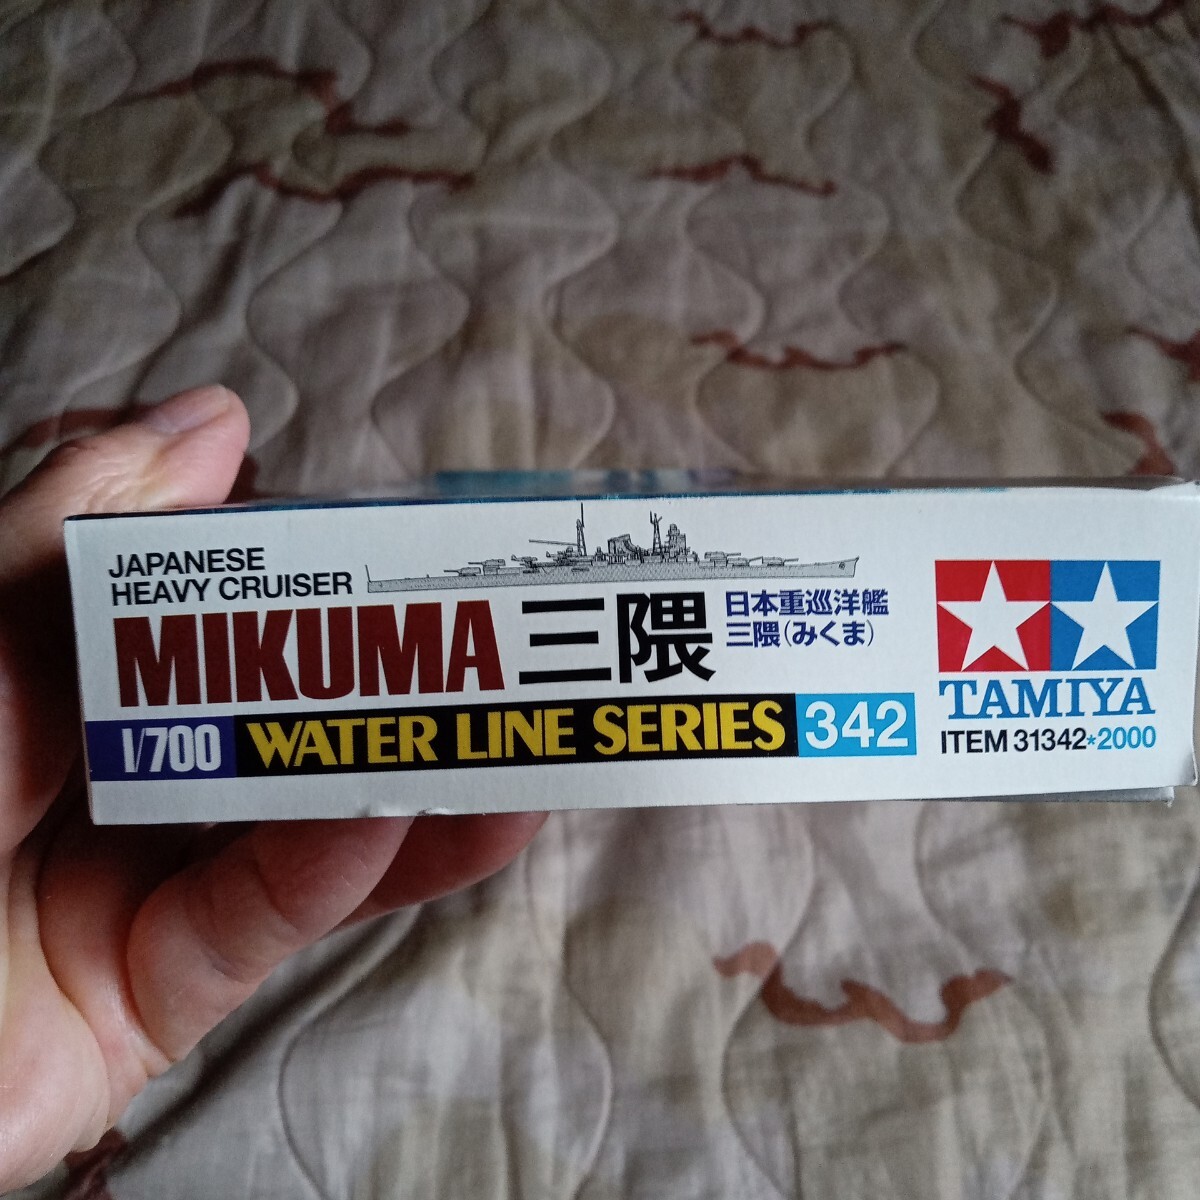 JAPANESE
HEAVY CRUISER
MIKUMA 三隈
日本重巡洋艦
三隈(みくま)
1/700 WATER LINE SERIES 342
TAMIYA
ITEM 31342*2000